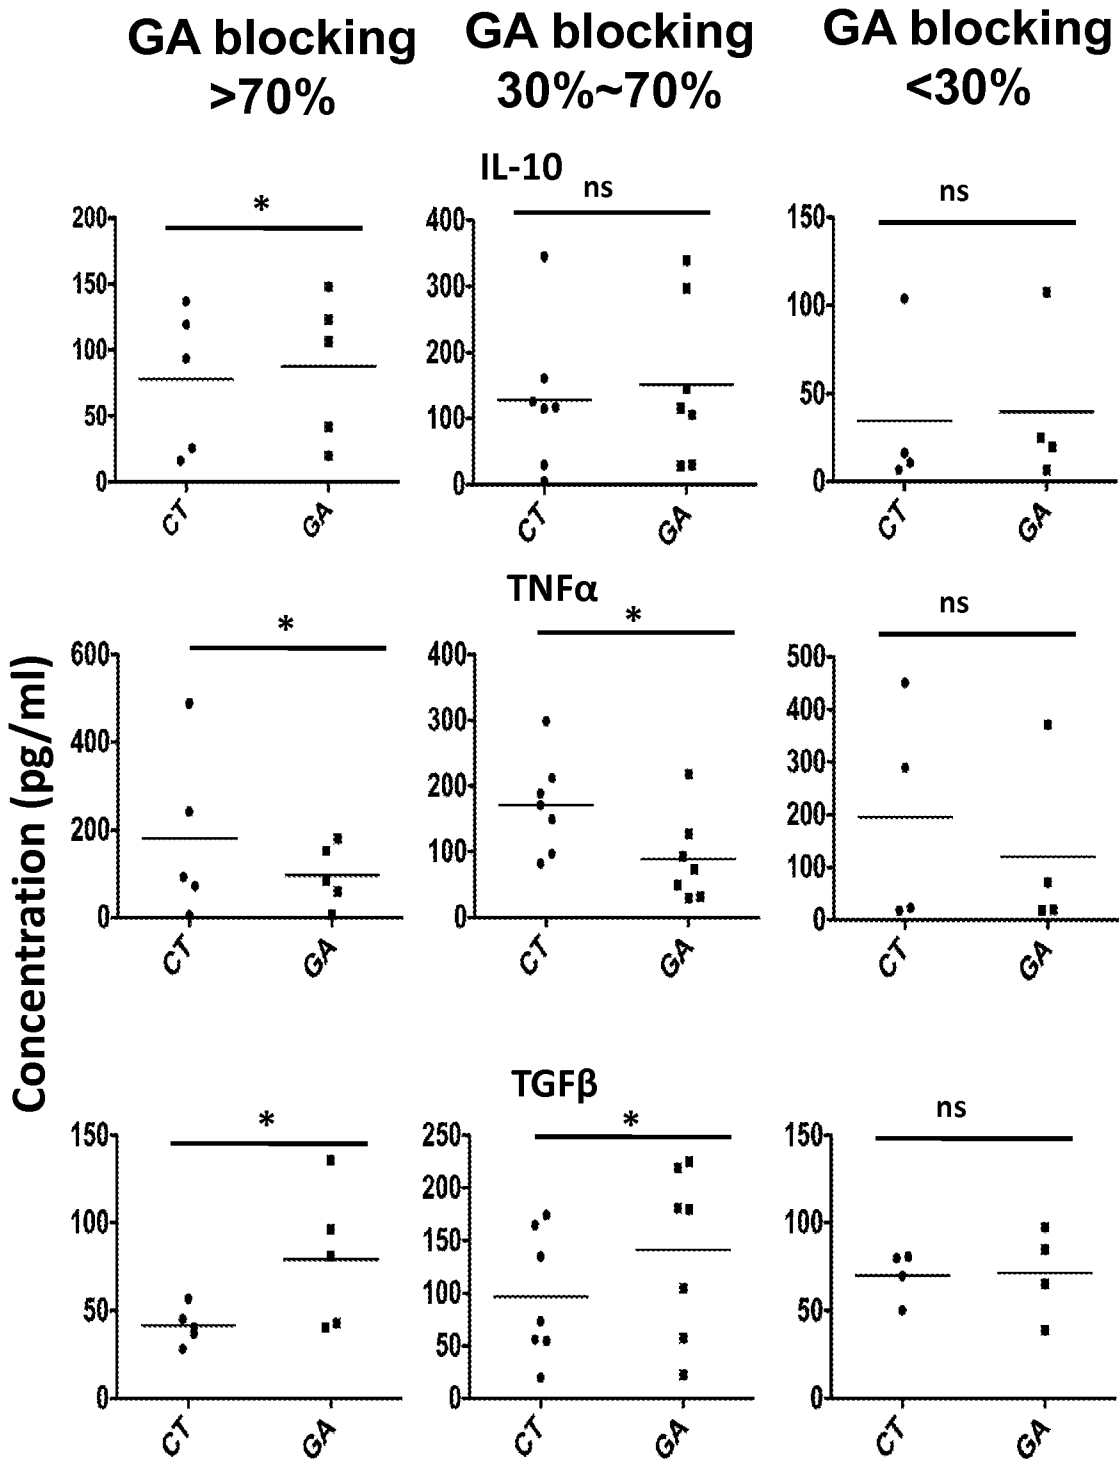 GA blocking GA blocking GA blocking
>70% 30%~70% <30%
IL-10
* ns ns
200 400 150
150 300 100
100 200 50
50 100 0
0 0
CT GA CT GA CT GA
TNFα
* * ns
600 400 500
400 300 400
200 200 300
0 100 200
0 100
0
CT GA CT GA CT GA
Concentration (pg/ml)
TGFβ
* * ns
150 250 150
100 200 100
50 150 50
0 100 0
50
0
CT GA CT GA CT GA